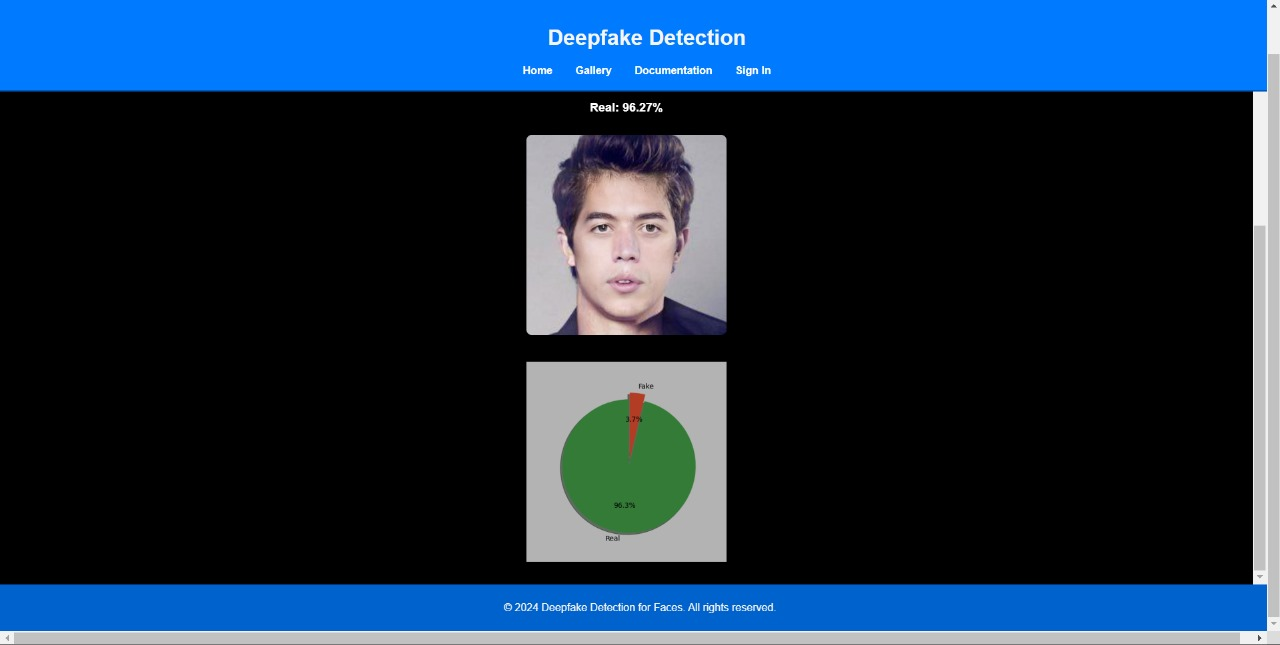 Deepfake Detection
Home Gallery Documentation Sign In
Real: 96.27%
Fake
3.7%
96.3%
Real
© 2024 Deepfake Detection for Faces. All rights reserved.